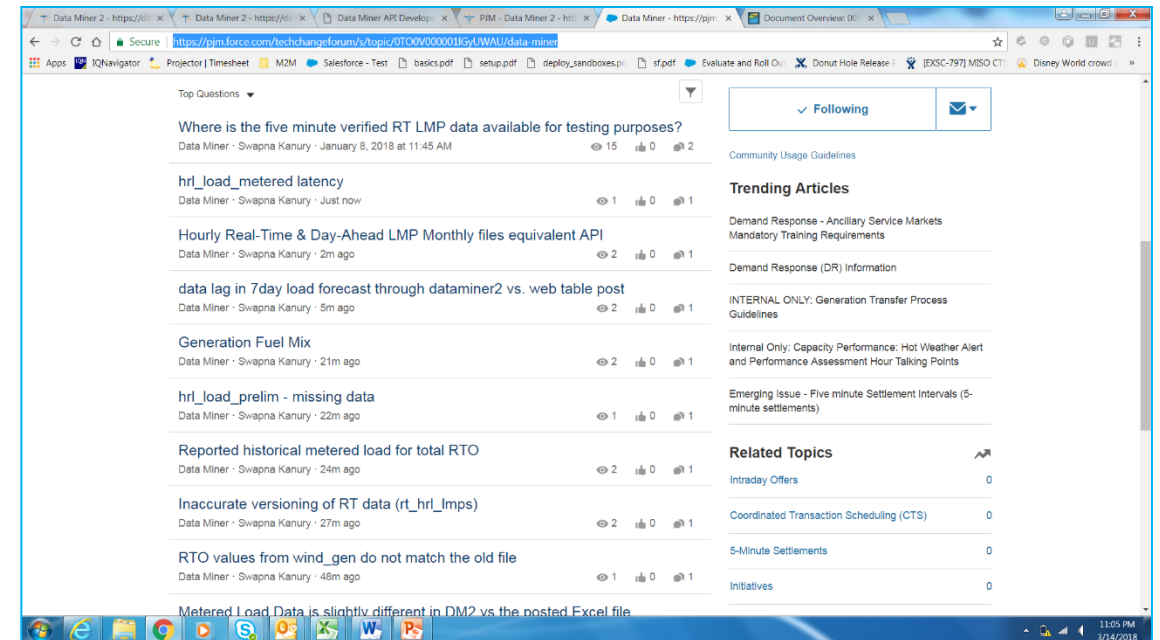 Data Miner 2 - https://da
Data Miner 2 - https://da
Data Miner API Develope
PJM - Data Miner 2 - htt
Data Miner - https://pjm
Document Overview: 009
Secure
https://pjm.force.com/techchangeforum/s/topic/0TO0V000001lGyUWAU/data-miner
Apps
IQNavigator
Projector | Timesheet
M2M
Salesforce - Test
basics.pdf
setup.pdf
deploy_sandboxes.pd
sf.pdf
Evaluate and Roll Out
Donut Hole Release F
[EXSC-797] MISO CTS
Disney World crowd
»
Top Questions
Where is the five minute verified RT LMP data available for testing purposes?
Data Miner · Swapna Kanury · January 8, 2018 at 11:45 AM 15 0 2
hrl_load_metered latency
Data Miner · Swapna Kanury · Just now 1 0 1
Hourly Real-Time & Day-Ahead LMP Monthly files equivalent API
Data Miner · Swapna Kanury · 2m ago 2 0 1
data lag in 7day load forecast through dataminer2 vs. web table post
Data Miner · Swapna Kanury · 5m ago 2 0 1
Generation Fuel Mix
Data Miner · Swapna Kanury · 21m ago 2 0 1
hrl_load_prelim - missing data
Data Miner · Swapna Kanury · 22m ago 1 0 1
Reported historical metered load for total RTO
Data Miner · Swapna Kanury · 24m ago 2 0 1
Inaccurate versioning of RT data (rt_hrl_lmps)
Data Miner · Swapna Kanury · 27m ago 2 0 1
RTO values from wind_gen do not match the old file
Data Miner · Swapna Kanury · 48m ago 1 0 1
Metered Load Data is slightly different in DM2 vs the posted Excel file
Following
Community Usage Guidelines
Trending Articles
Demand Response - Ancillary Service Markets
Mandatory Training Requirements
Demand Response (DR) Information
INTERNAL ONLY: Generation Transfer Process
Guidelines
Internal Only: Capacity Performance: Hot Weather Alert
and Performance Assessment Hour Talking Points
Emerging Issue - Five minute Settlement Intervals (5-
minute settlements)
Related Topics
Intraday Offers 0
Coordinated Transaction Scheduling (CTS) 0
5-Minute Settlements 0
Initiatives 0
11:05 PM
3/14/2018